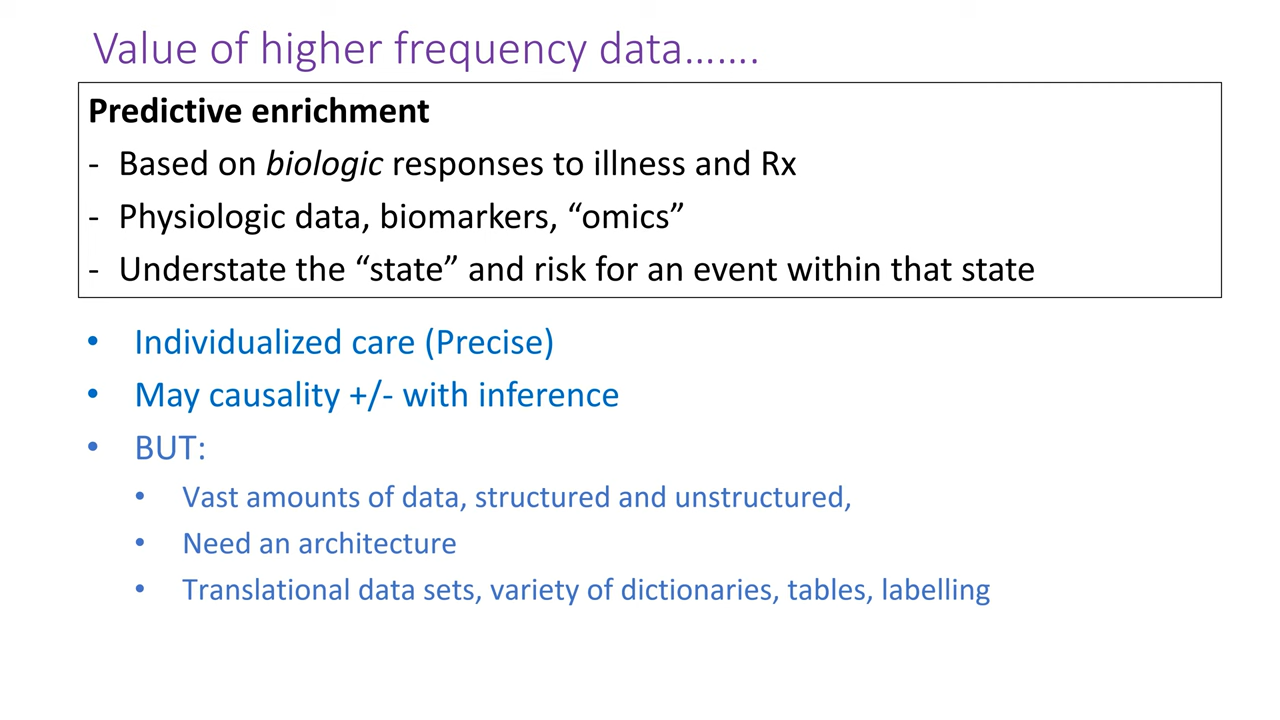 Value of higher frequency data.......
Predictive enrichment
- Based on biologic responses to illness and Rx
- Physiologic data, biomarkers, “omics”
- Understate the “state” and risk for an event within that state
• Individualized care (Precise)
• May causality +/- with inference
• BUT:
• Vast amounts of data, structured and unstructured,
• Need an architecture
• Translational data sets, variety of dictionaries, tables, labelling